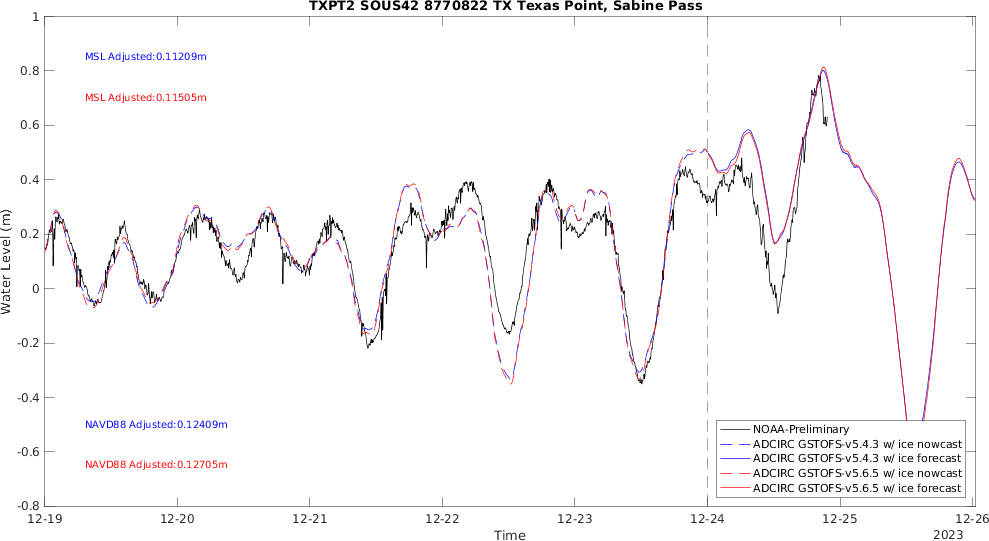 TXPT2 SOUS42 8770822 TX Texas Point, Sabine Pass
1
0.8
0.6
0.4
0.2
0
-0.2
-0.4
-0.6
-0.8
Water Level (m)
MSL Adjusted:0.11209m
MSL Adjusted:0.11505m
NAVD88 Adjusted:0.12409m
NAVD88 Adjusted:0.12705m
NOAA-Preliminary
ADCIRC GSTOFS-v5.4.3 w/ ice nowcast
ADCIRC GSTOFS-v5.4.3 w/ ice forecast
ADCIRC GSTOFS-v5.6.5 w/ ice nowcast
ADCIRC GSTOFS-v5.6.5 w/ ice forecast
12-19 12-20 12-21 12-22 12-23 12-24 12-25 12-26
Time
2023